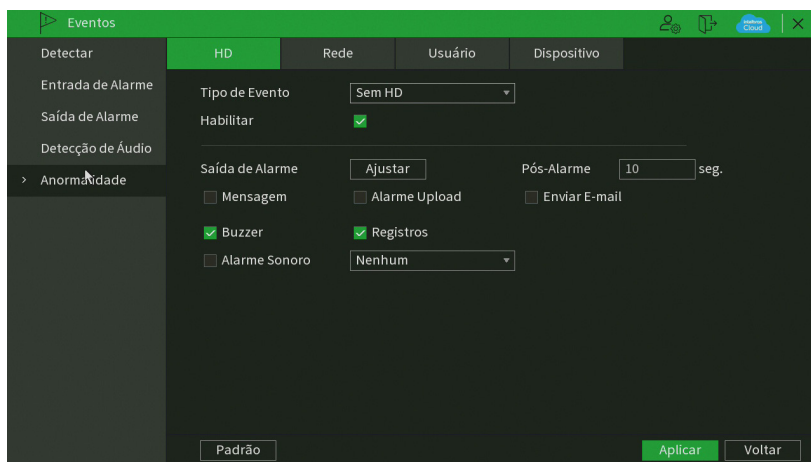 Eventos
intelbras Cloud
Detectar
Entrada de Alarme
Saída de Alarme
Detecção de Áudio
Anormalidade
HD Rede Usuário Dispositivo
Tipo de Evento Sem HD
Habilitar
Saída de Alarme Ajustar Pós-Alarme 10 seg.
Mensagem Alarme Upload Enviar E-mail
Buzzer Registros
Alarme Sonoro Nenhum
Padrão Aplicar Voltar